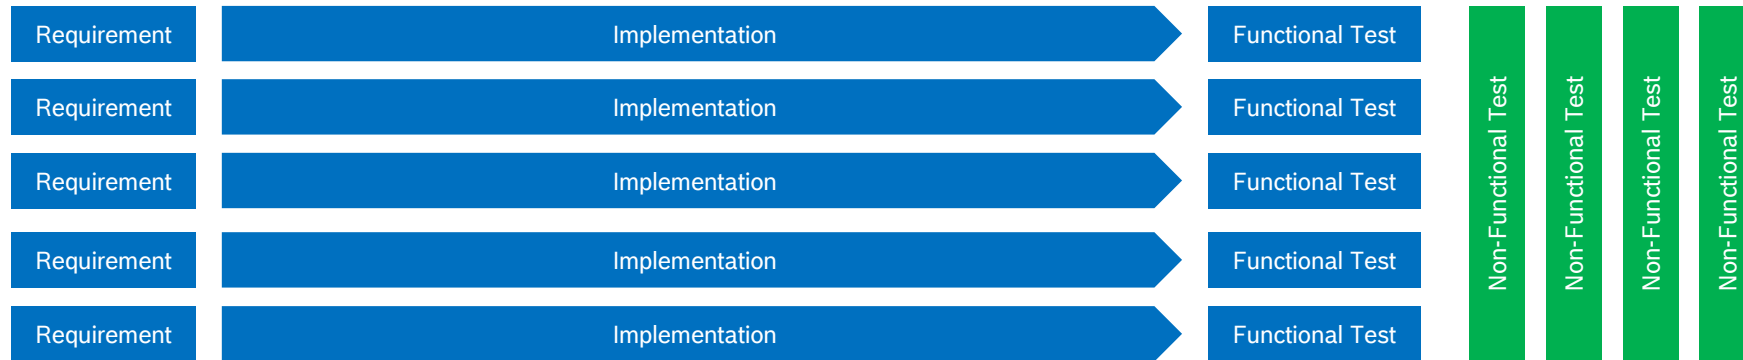 Requirement
Implementation
Functional Test
Requirement
Implementation
Functional Test
Requirement
Implementation
Functional Test
Requirement
Implementation
Functional Test
Requirement
Implementation
Functional Test
Non-Functional Test
Non-Functional Test
Non-Functional Test
Non-Functional Test